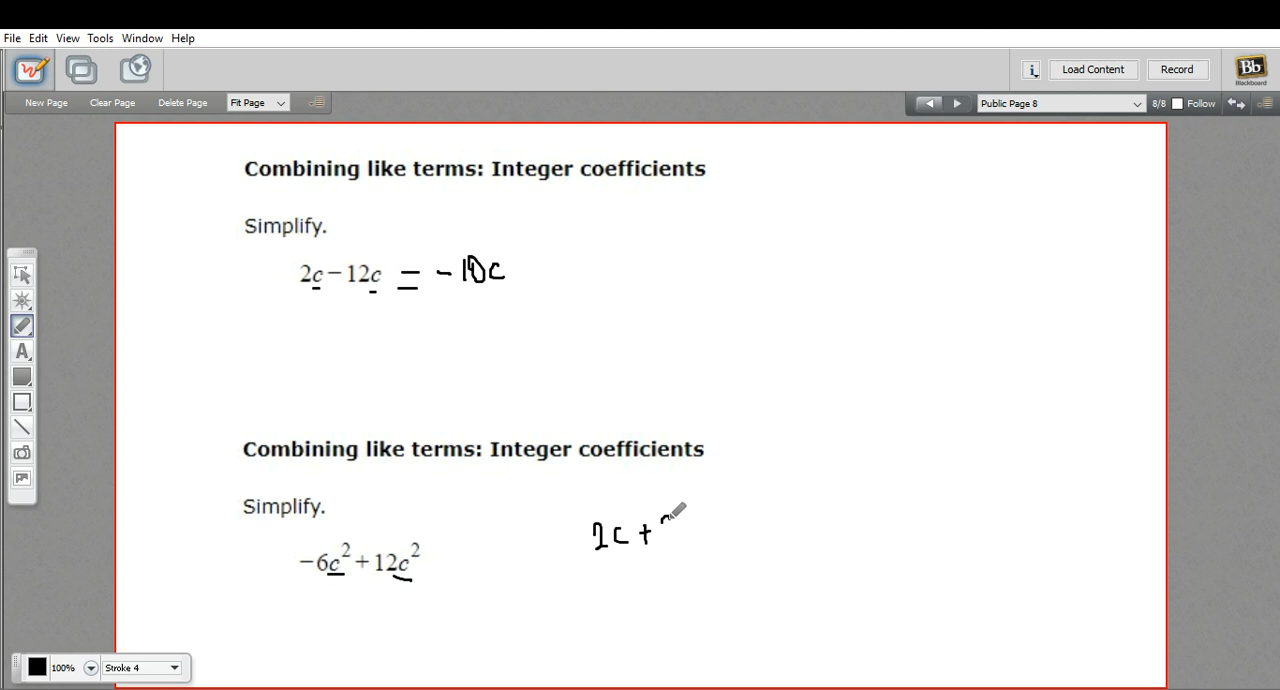 File Edit View Tools Window Help
Load Content Record Bb
Blackboard
New Page Clear Page Delete Page Fit Page Public Page 8 8/8 Follow
Combining like terms: Integer coefficients
Simplify.
2c − 12c = - 10c
Combining like terms: Integer coefficients
Simplify.
−6c² + 12c²
2c +
100% Stroke 4